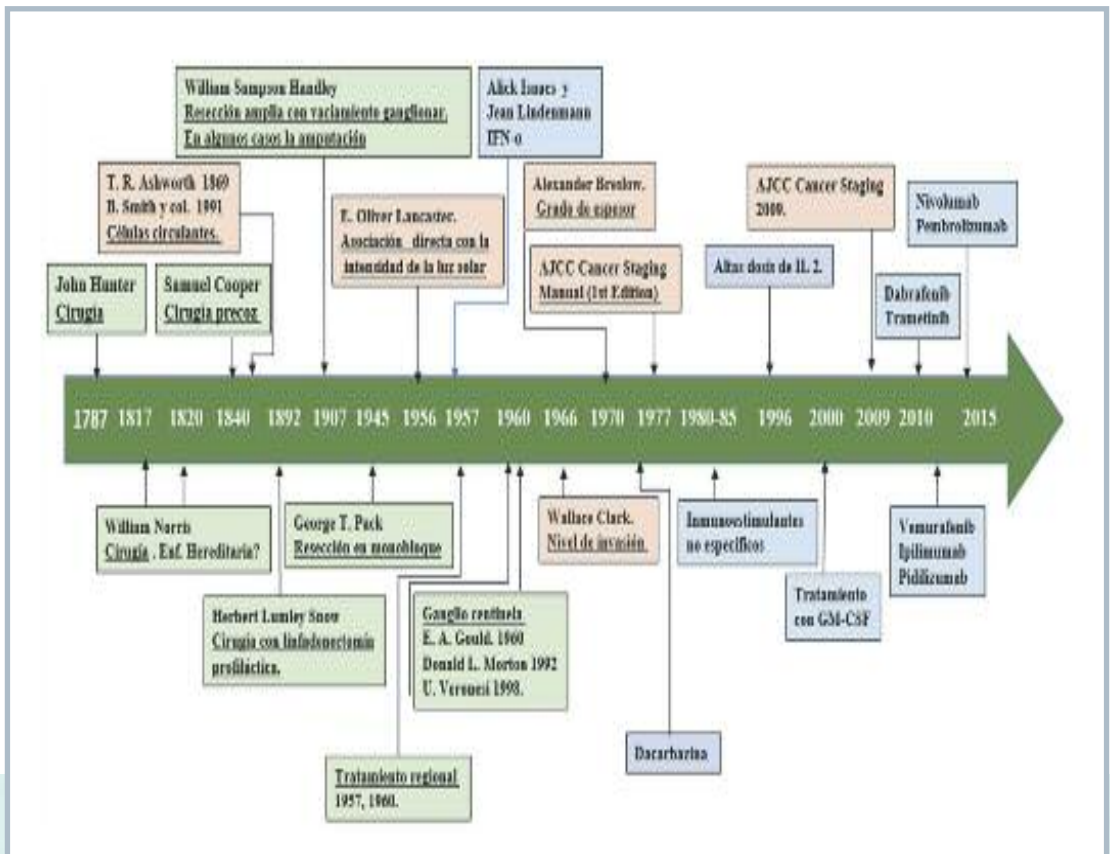 William Sampson Handley
Resección amplia con vaciamiento ganglionar.
En algunos casos la amputación
Alick Isaacs y
Jean Lindenmann
IFN-α
T. R. Ashworth 1869
B. Smith y col. 1991
Células circulantes.
E. Oliver Lancaster.
Asociación directa con la
intensidad de la luz solar
Alexander Breslow.
Grado de espesor
AJCC Cancer Staging
2009.
Nivolumab
Pembrolizumab
John Hunter
Cirugía
Samuel Cooper
Cirugía precoz
AJCC Cancer Staging
Manual (1st Edition)
Altas dosis de IL 2.
Dabrafenib
Trametinib
1787 1817 1820 1840 1892 1907 1945 1956 1957 1960 1966 1970 1977 1980-85 1996 2000 2009 2010 2015
William Norris
Cirugía . Enf. Hereditaria?
George T. Pack
Resección en monobloque
Wallace Clark.
Nivel de invasión
Inmunostimulantes
no específicos
Vemurafenib
Ipilimumab
Pidilizumab
Herbert Lumley Snow
Cirugía con linfadenectomía
profiláctica.
Ganglio centinela
E. A. Gould. 1960
Donald L. Morton 1992
U. Veronesi 1998.
Tratamiento
con GM-CSF
Dacarbacina
Tratamiento regional
1957, 1960.